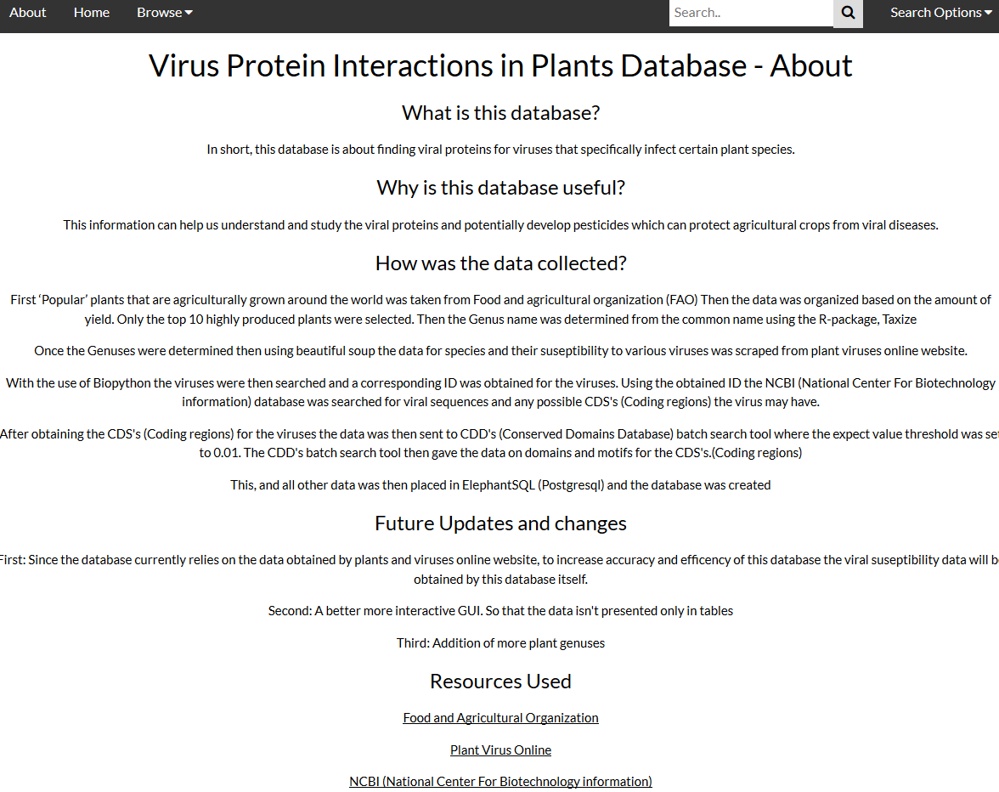 About Home Browse Search.. Search Options
Virus Protein Interactions in Plants Database - About
What is this database?
In short, this database is about finding viral proteins for viruses that specifically infect certain plant species.
Why is this database useful?
This information can help us understand and study the viral proteins and potentially develop pesticides which can protect agricultural crops from viral diseases.
How was the data collected?
First ‘Popular’ plants that are agriculturally grown around the world was taken from Food and agricultural organization (FAO) Then the data was organized based on the amount of
yield. Only the top 10 highly produced plants were selected. Then the Genus name was determined from the common name using the R-package, Taxize
Once the Genuses were determined then using beautiful soup the data for species and their suseptibility to various viruses was scraped from plant viruses online website.
With the use of Biopython the viruses were then searched and a corresponding ID was obtained for the viruses. Using the obtained ID the NCBI (National Center For Biotechnology
information) database was searched for viral sequences and any possible CDS's (Coding regions) the virus may have.
After obtaining the CDS's (Coding regions) for the viruses the data was then sent to CDD's (Conserved Domains Database) batch search tool where the expect value threshold was set
to 0.01. The CDD's batch search tool then gave the data on domains and motifs for the CDS's.(Coding regions)
This, and all other data was then placed in ElephantSQL (Postgresql) and the database was created
Future Updates and changes
First: Since the database currently relies on the data obtained by plants and viruses online website, to increase accuracy and efficency of this database the viral suseptibility data will be
obtained by this database itself.
Second: A better more interactive GUI. So that the data isn't presented only in tables
Third: Addition of more plant genuses
Resources Used
Food and Agricultural Organization
Plant Virus Online
NCBI (National Center For Biotechnology information)